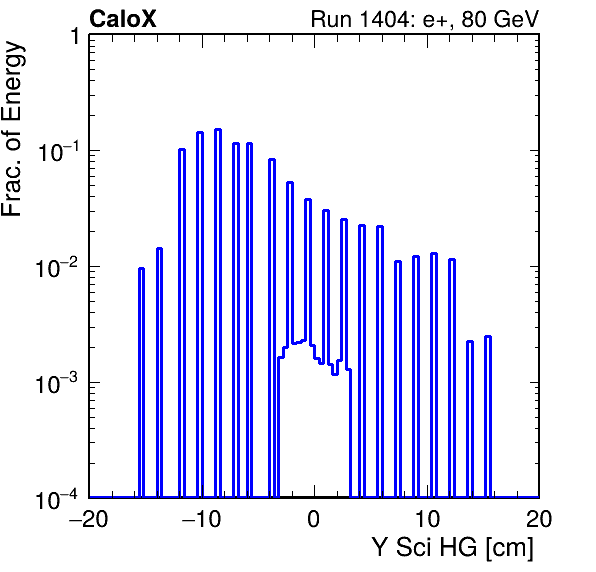 CaloX Run 1404: e+, 80 GeV
Frac. of Energy
1
10⁻¹
10⁻²
10⁻³
10⁻⁴
−20 −10 0 10 20
Y Sci HG [cm]